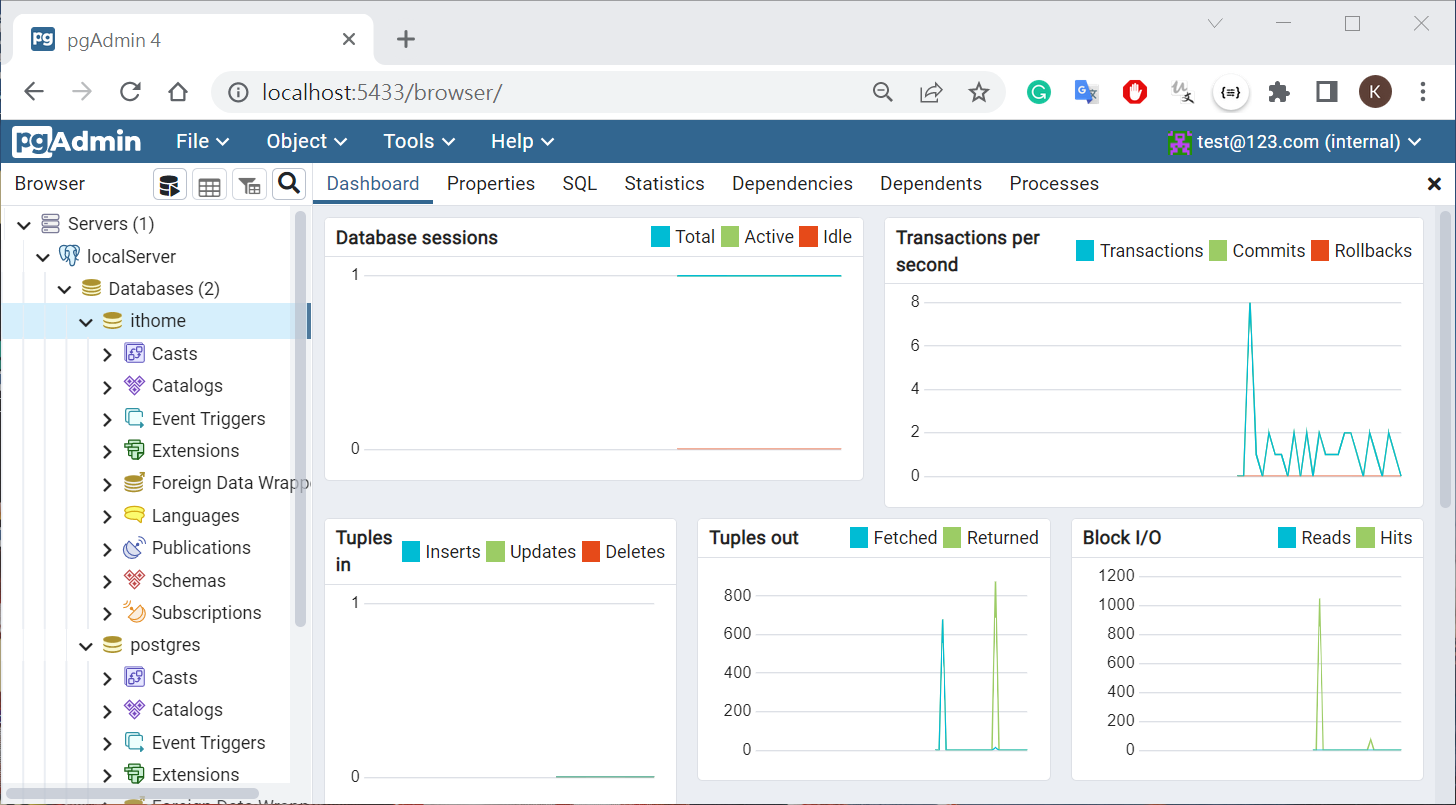 pgAdmin 4
localhost:5433/browser/
K
pgAdmin File Object Tools Help test@123.com (internal)
Browser Dashboard Properties SQL Statistics Dependencies Dependents Processes
Servers (1)
localServer
Databases (2)
ithome
Casts
Catalogs
Event Triggers
Extensions
Foreign Data Wrapp
Languages
Publications
Schemas
Subscriptions
postgres
Casts
Catalogs
Event Triggers
Extensions
Foreign Data Wrapp
Database sessions Total Active Idle
1
0
Transactions per
second
Transactions Commits Rollbacks
8
6
4
2
0
Tuples
in
Inserts Updates Deletes
1
0
Tuples out Fetched Returned
800
600
400
200
0
Block I/O Reads Hits
1200
1000
800
600
400
200
0